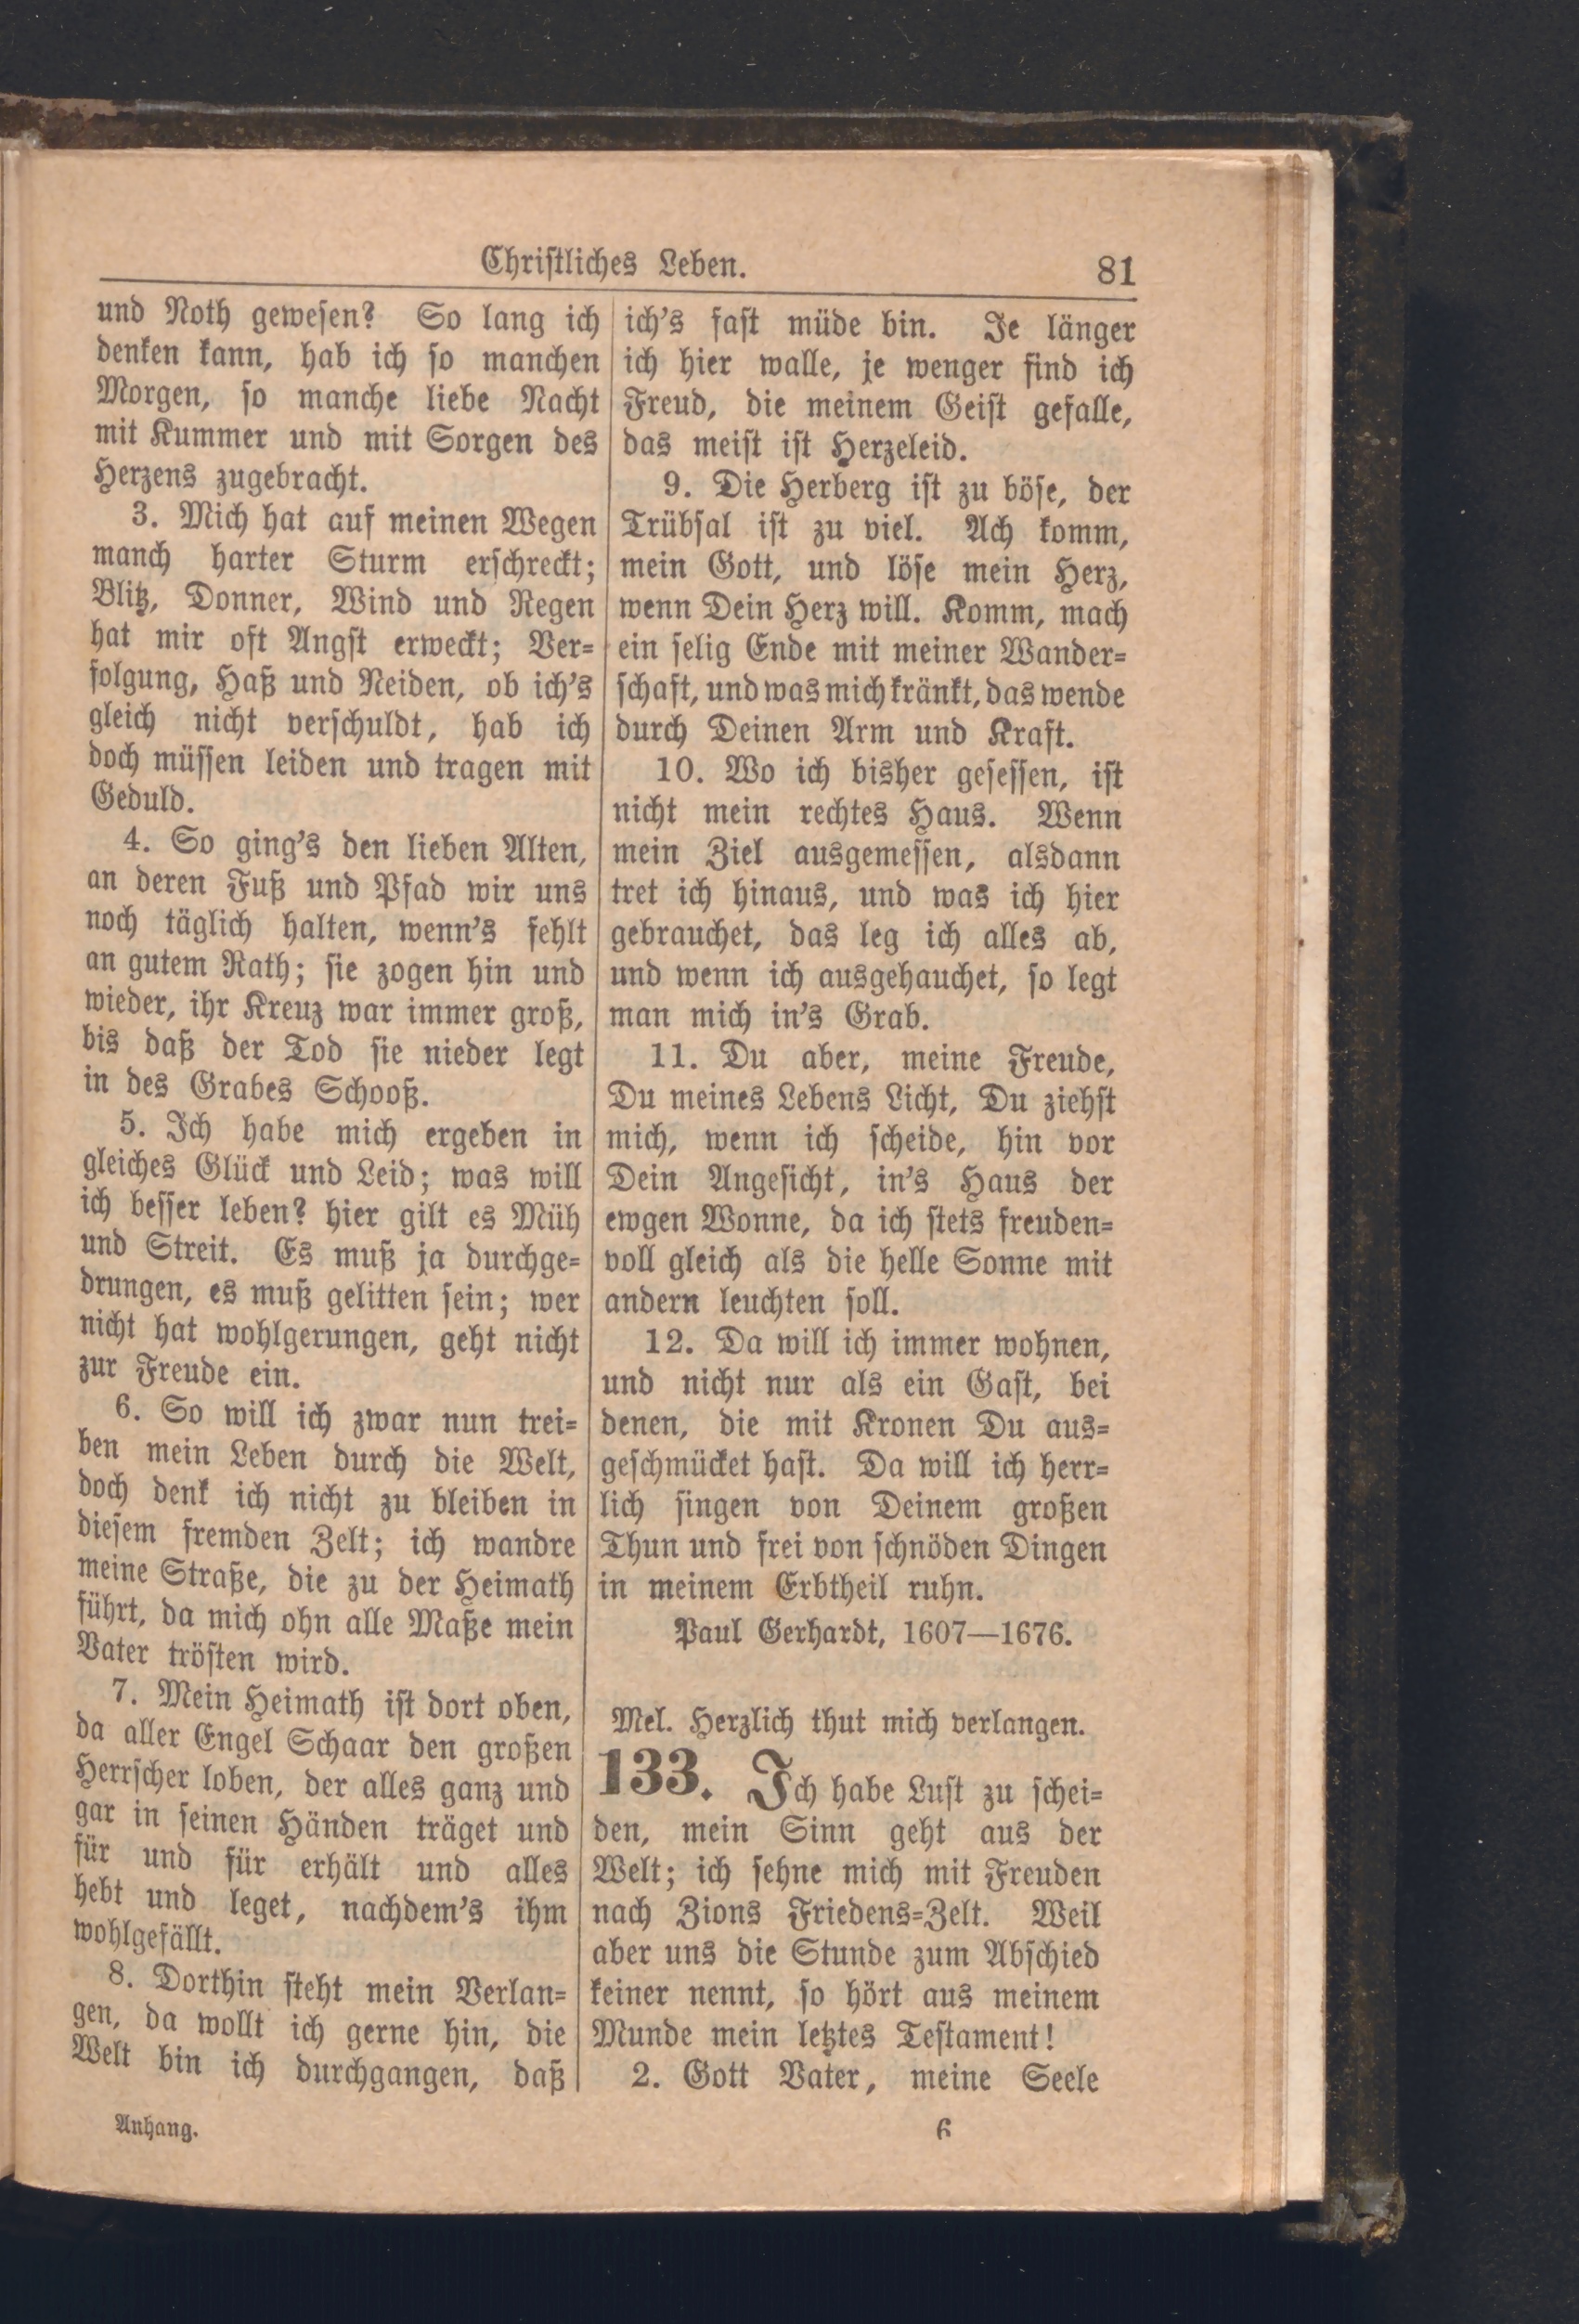 Christliches Leben.
81
und Noth gewesen? So lang ich
denken kann, hab ich so manchen
Morgen, so manche liebe Nacht
mit Kummer und mit Sorgen des
Herzens zugebracht.
3. Mich hat auf meinen Wegen
manch harter Sturm erschreckt;
Blitz, Donner, Wind und Regen
hat mir oft Angst erweckt; Ver=
folgung, Haß und Neiden, ob ich's
gleich nicht verschuldt, hab ich
doch müssen leiden und tragen mit
Geduld.
4. So ging's den lieben Alten,
an deren Fuß und Pfad wir uns
noch täglich halten, wenn's fehlt
an gutem Rath; sie zogen hin und
wieder, ihr Kreuz war immer groß,
bis daß der Tod sie nieder legt
in des Grabes Schooß.
5. Ich habe mich ergeben in
gleiches Glück und Leid; was will
ich besser leben? hier gilt es Müh
und Streit. Es muß ja durchge=
drungen, es muß gelitten sein; wer
nicht hat wohlgerungen, geht nicht
zur Freude ein.
6. So will ich zwar nun trei=
ben mein Leben durch die Welt,
doch denk ich nicht zu bleiben in
diesem fremden Zelt; ich wandre
meine Straße, die zu der Heimath
führt, da mich ohn alle Maße mein
Vater trösten wird.
7. Mein Heimath ist dort oben,
da aller Engel Schaar den großen
Herrscher loben, der alles ganz und
gar in seinen Händen träget und
für und für erhält und alles
hebt und leget, nachdem's ihm
wohlgefällt.
8. Dorthin steht mein Verlan=
gen, da wollt ich gerne hin, die
Welt bin ich durchgangen, daß
ich's fast müde bin. Je länger
ich hier walle, je wenger find ich
Freud, die meinem Geist gefalle,
das meist ist Herzeleid.
9. Die Herberg ist zu böse, der
Trübsal ist zu viel. Ach komm,
mein Gott, und löse mein Herz,
wenn Dein Herz will. Komm, mach
ein selig Ende mit meiner Wander=
schaft, und was mich kränkt, das wende
durch Deinen Arm und Kraft.
10. Wo ich bisher gesessen, ist
nicht mein rechtes Haus. Wenn
mein Ziel ausgemessen, alsdann
tret ich hinaus, und was ich hier
gebrauchet, das leg ich alles ab,
und wenn ich ausgehauchet, so legt
man mich in's Grab.
11. Du aber, meine Freude,
Du meines Lebens Licht, Du ziehst
mich, wenn ich scheide, hin vor
Dein Angesicht, in's Haus der
ewgen Wonne, da ich stets freuden=
voll gleich als die helle Sonne mit
andern leuchten soll.
12. Da will ich immer wohnen,
und nicht nur als ein Gast, bei
denen, die mit Kronen Du aus=
geschmücket hast. Da will ich herr=
lich singen von Deinem großen
Thun und frei von schnöden Dingen
in meinem Erbtheil ruhn.
Paul Gerhardt, 1607—1676.
Mel. Herzlich thut mich verlangen.
133. Ich habe Lust zu schei=
den, mein Sinn geht aus der
Welt; ich sehne mich mit Freuden
nach Zions Friedens=Zelt. Weil
aber uns die Stunde zum Abschied
keiner nennt, so hört aus meinem
Munde mein letztes Testament!
2. Gott Vater, meine Seele
Anhang.
6